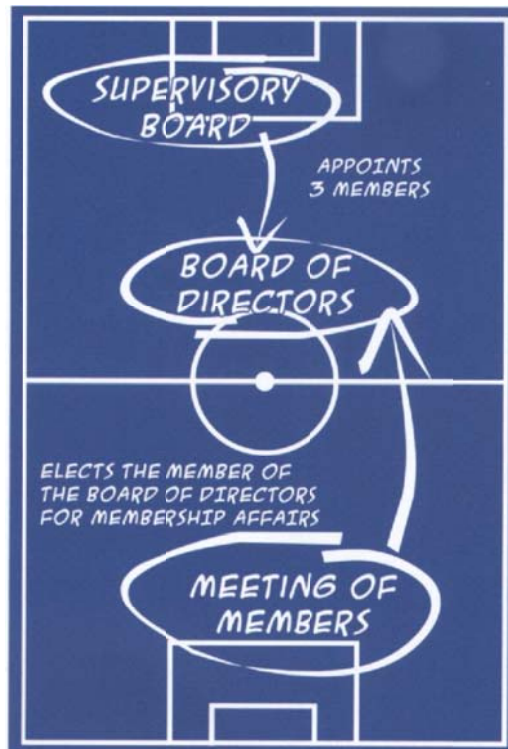 SUPERVISORY
BOARD
APPOINTS
3 MEMBERS
BOARD OF
DIRECTORS
ELECTS THE MEMBER OF
THE BOARD OF DIRECTORS
FOR MEMBERSHIP AFFAIRS
MEETING OF
MEMBERS